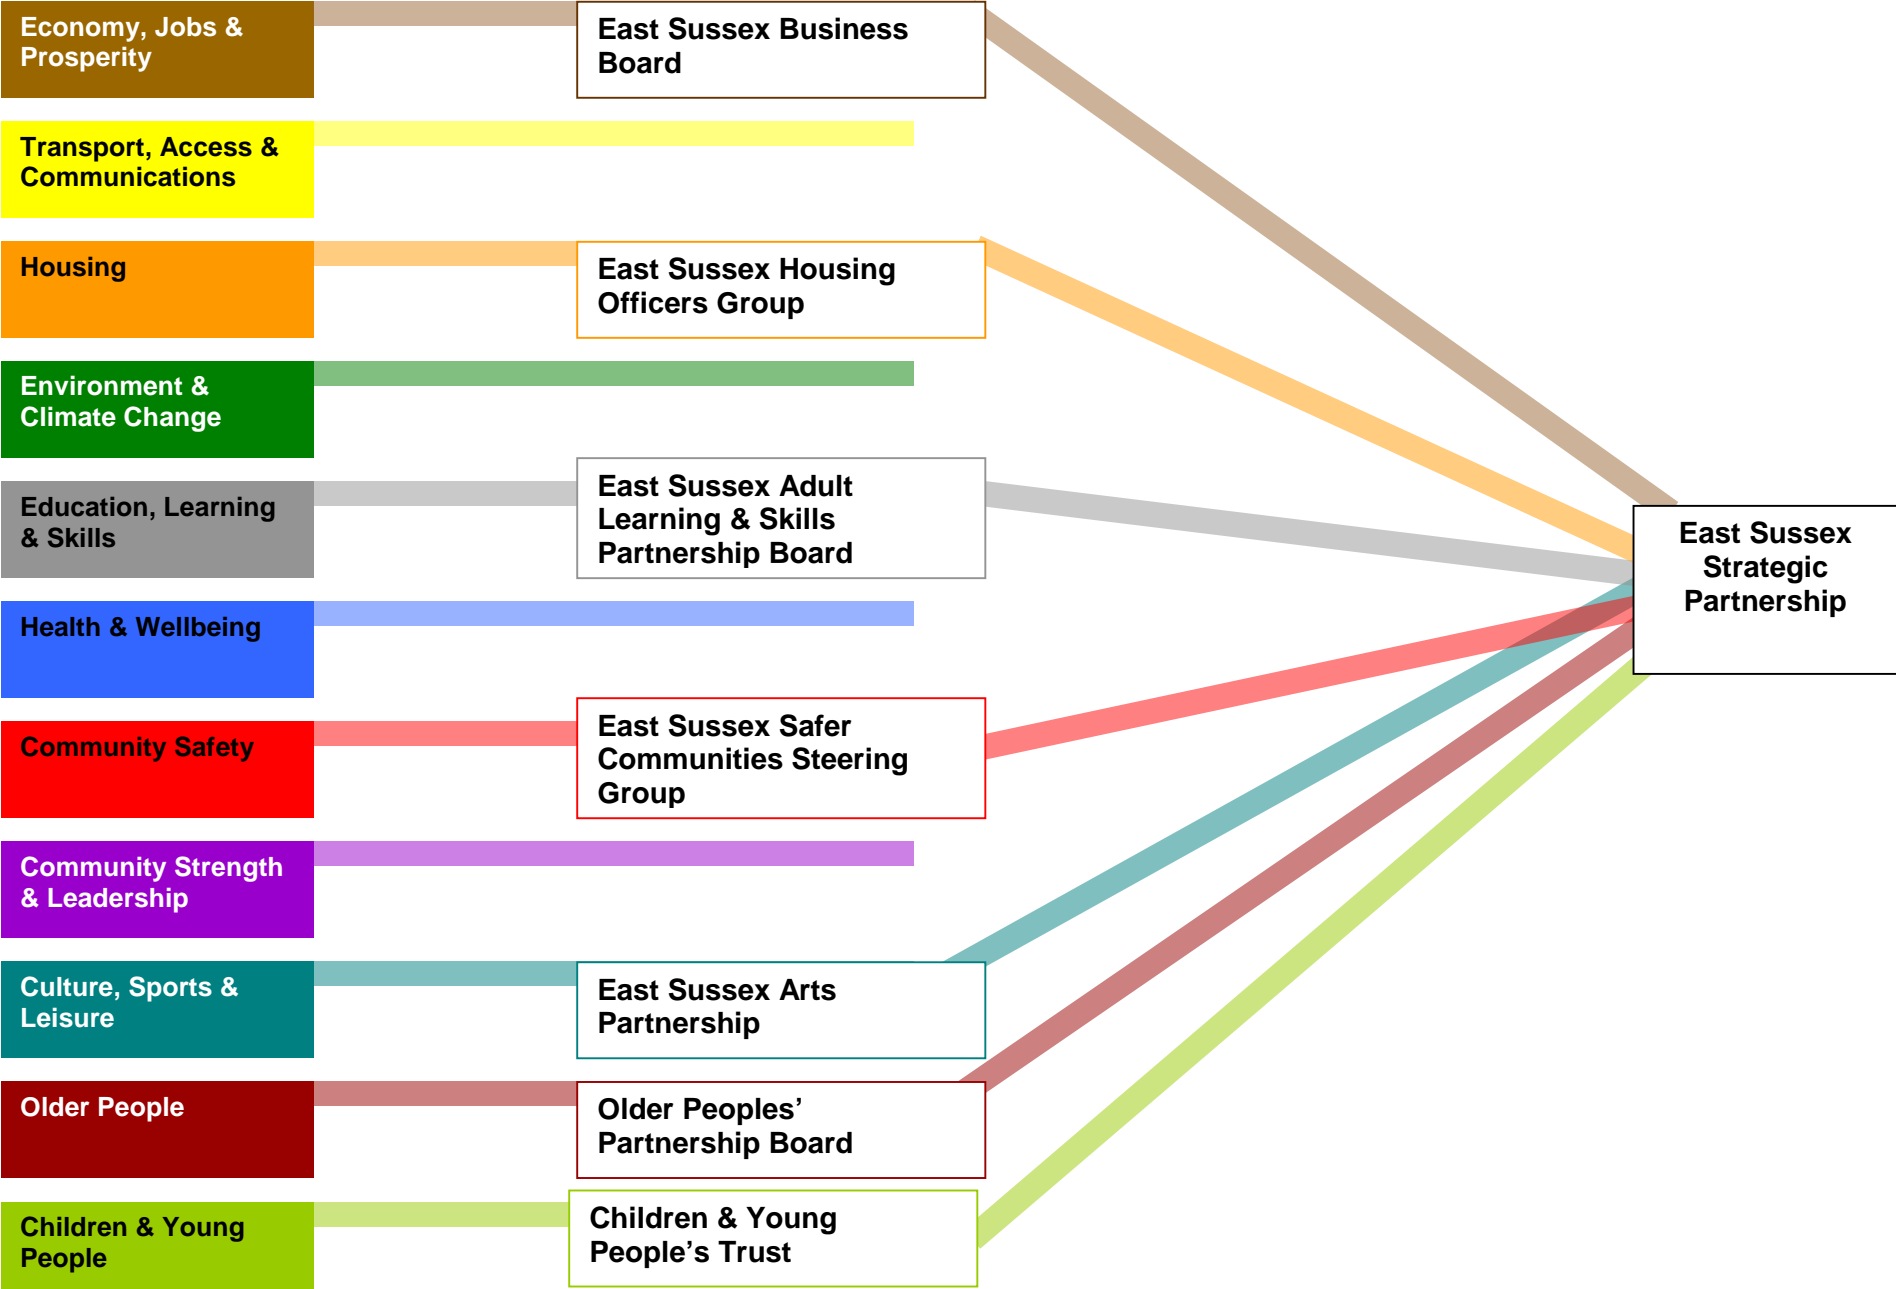 Economy, Jobs &
Prosperity
East Sussex Business
Board
Transport, Access &
Communications
Housing
East Sussex Housing
Officers Group
Environment &
Climate Change
Education, Learning
& Skills
East Sussex Adult
Learning & Skills
Partnership Board
East Sussex
Strategic
Partnership
Health & Wellbeing
Community Safety
East Sussex Safer
Communities Steering
Group
Community Strength
& Leadership
Culture, Sports &
Leisure
East Sussex Arts
Partnership
Older People
Older Peoples’
Partnership Board
Children & Young
People
Children & Young
People’s Trust